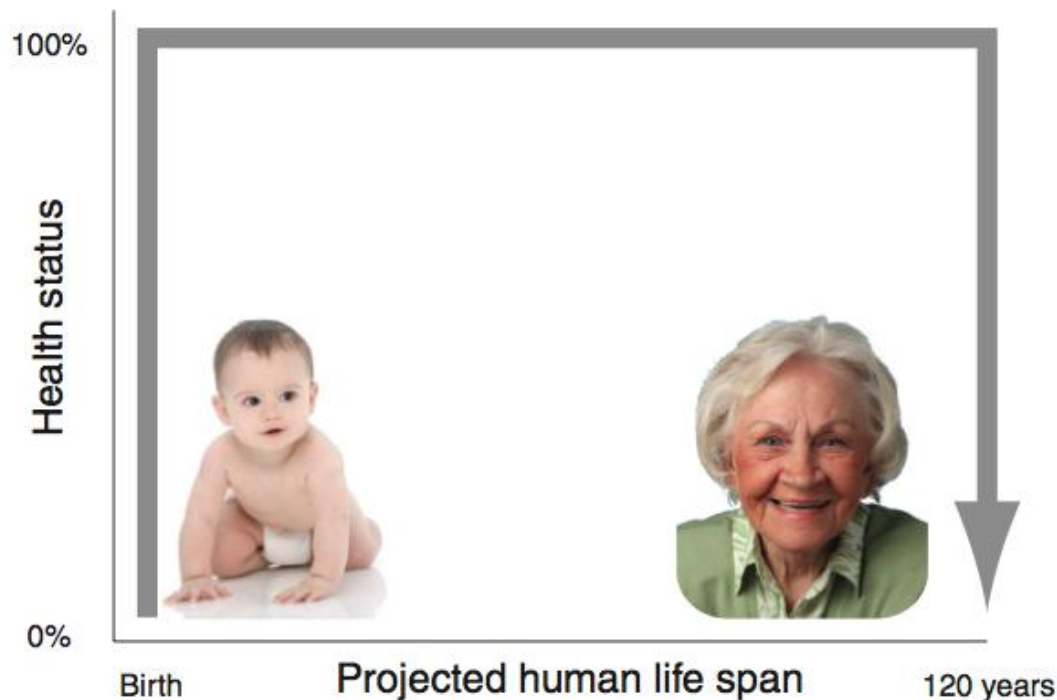 100%
Health status
0%
Birth
Projected human life span
120 years